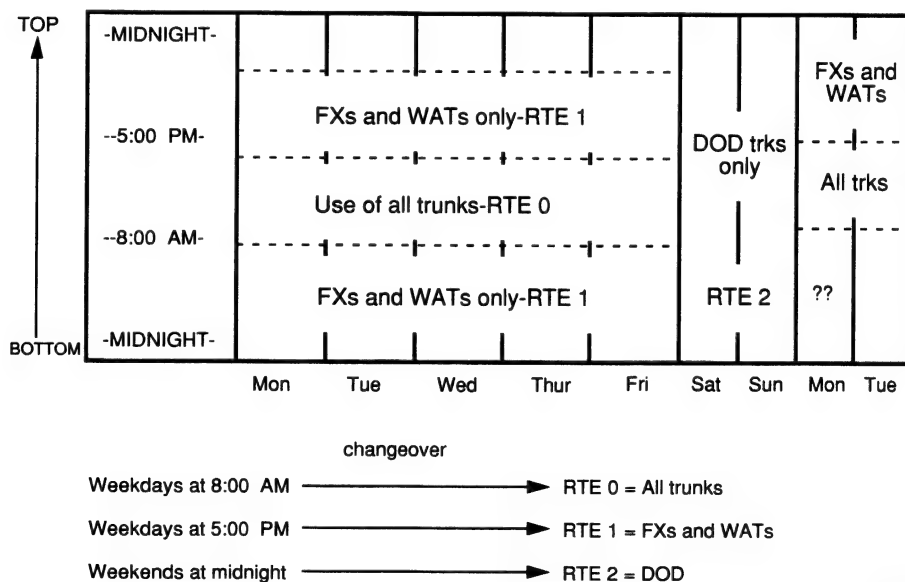 TOP
-MIDNIGHT-
FXs and
WATs
FXs and WATs only-RTE 1
--5:00 PM-
DOD trks
only
All trks
Use of all trunks-RTE 0
--8:00 AM-
FXs and WATs only-RTE 1
RTE 2
??
-MIDNIGHT-
BOTTOM
Mon Tue Wed Thur Fri Sat Sun Mon Tue
changeover
Weekdays at 8:00 AM RTE 0 = All trunks
Weekdays at 5:00 PM RTE 1 = FXs and WATs
Weekends at midnight RTE 2 = DOD